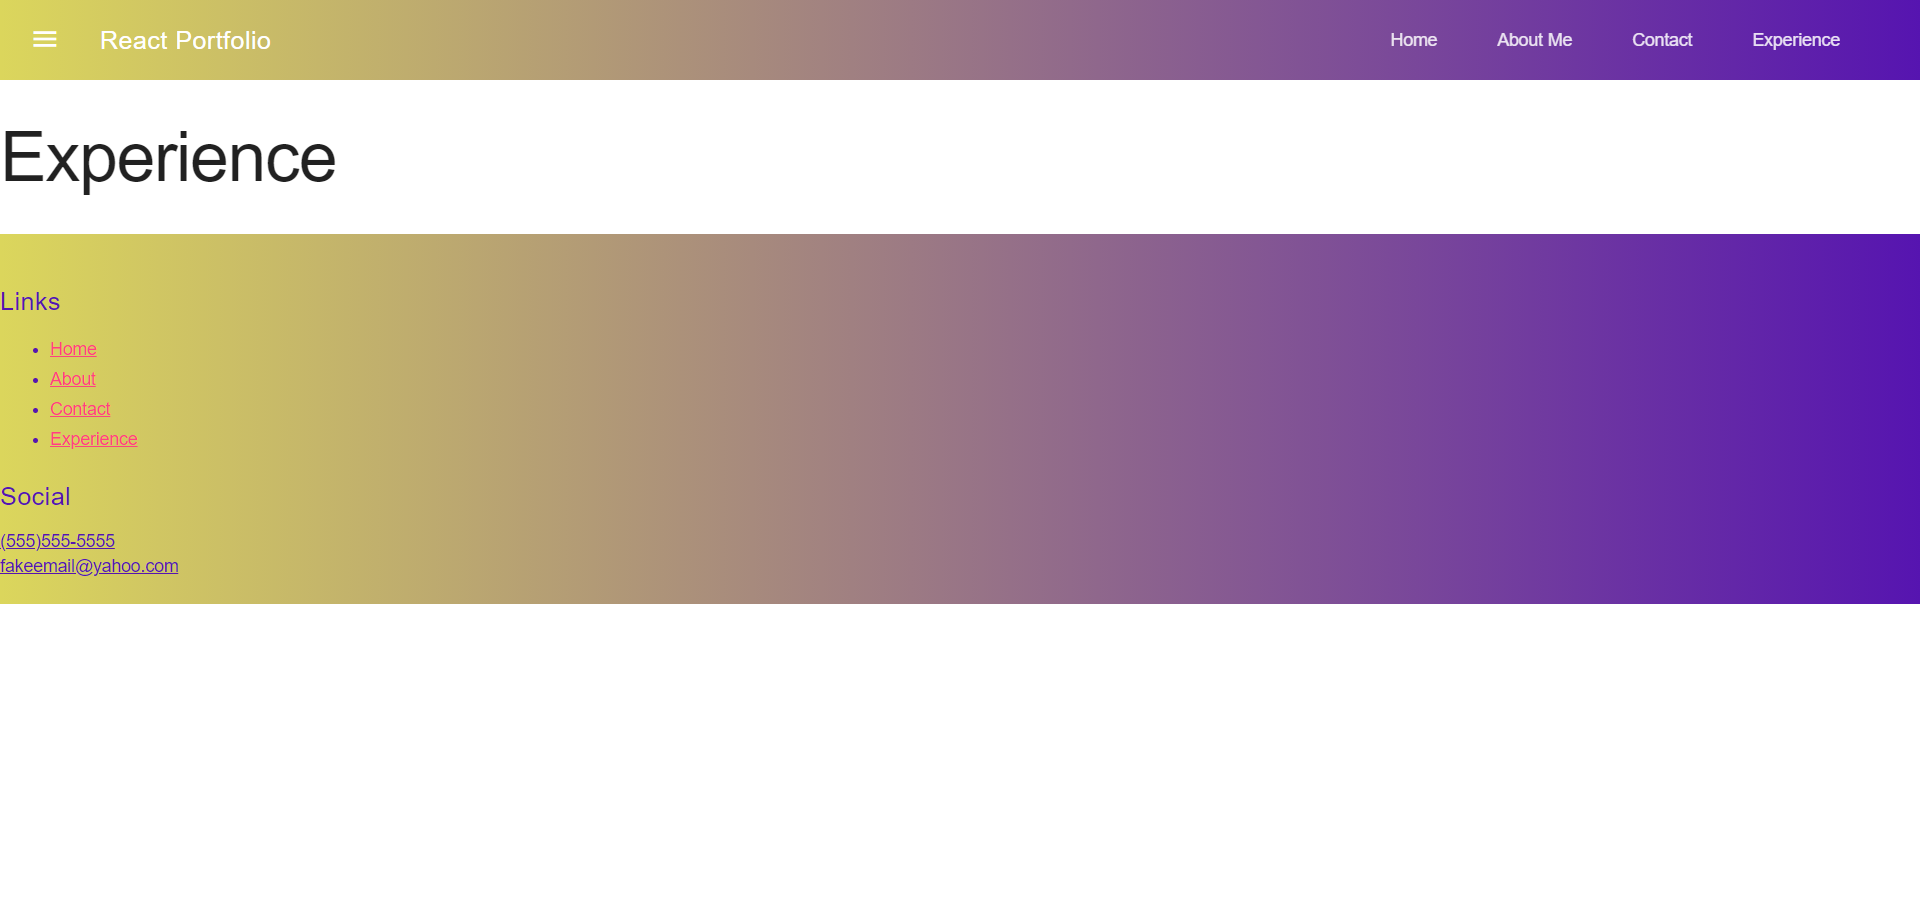 React Portfolio Home About Me Contact Experience
Experience
Links
Home
About
Contact
Experience
Social
(555)555-5555
fakeemail@yahoo.com